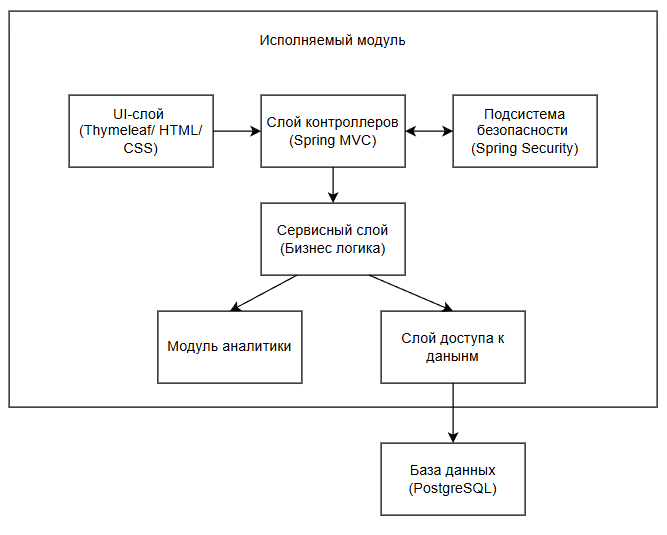 Исполняемый модуль
UI-слой
(Thymeleaf/ HTML/
CSS)
Слой контроллеров
(Spring MVC)
Подсистема
безопасности
(Spring Security)
Сервисный слой
(Бизнес логика)
Модуль аналитики
Слой доступа к
данынм
База данных
(PostgreSQL)